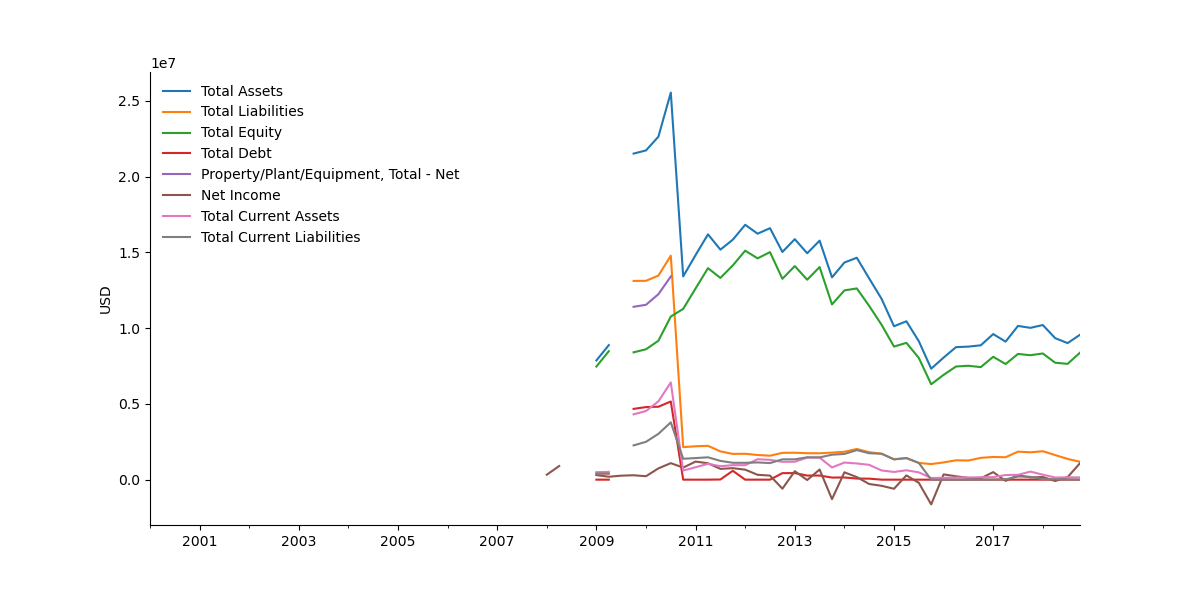 1e7
2.5
2.0
1.5
1.0
0.5
0.0
USD
Total Assets
Total Liabilities
Total Equity
Total Debt
Property/Plant/Equipment, Total - Net
Net Income
Total Current Assets
Total Current Liabilities
2001 2003 2005 2007 2009 2011 2013 2015 2017